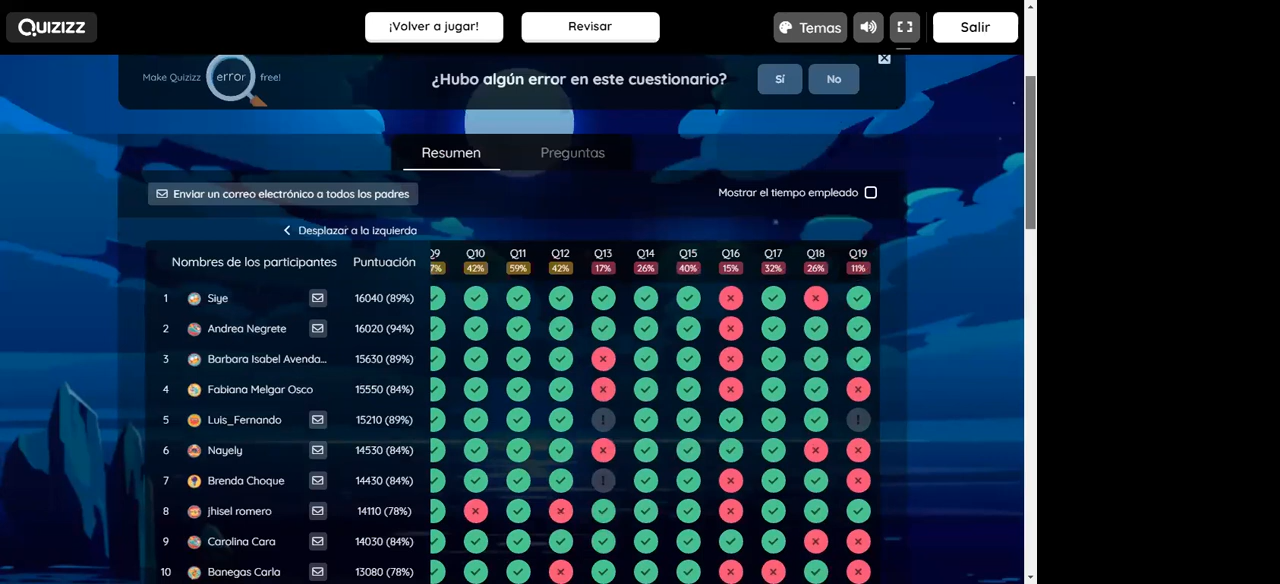 QUIZIZZ ¡Volver a jugar! Revisar Temas Salir
Make Quizizz error free! ¿Hubo algún error en este cuestionario? Sí No
Resumen Preguntas
Enviar un correo electrónico a todos los padres Mostrar el tiempo empleado
Desplazar a la izquierda
Nombres de los participantes Puntuación Q9 Q10 Q11 Q12 Q13 Q14 Q15 Q16 Q17 Q18 Q19
7% 42% 59% 42% 17% 26% 40% 15% 32% 26% 11%
1 Siye 16040 (89%)
2 Andrea Negrete 16020 (94%)
3 Barbara Isabel Avenda... 15630 (89%)
4 Fabiana Melgar Osco 15550 (84%)
5 Luis_Fernando 15210 (89%)
6 Nayely 14530 (84%)
7 Brenda Choque 14430 (84%)
8 jhisel romero 14110 (78%)
9 Carolina Cara 14030 (84%)
10 Banegas Carla 13080 (78%)